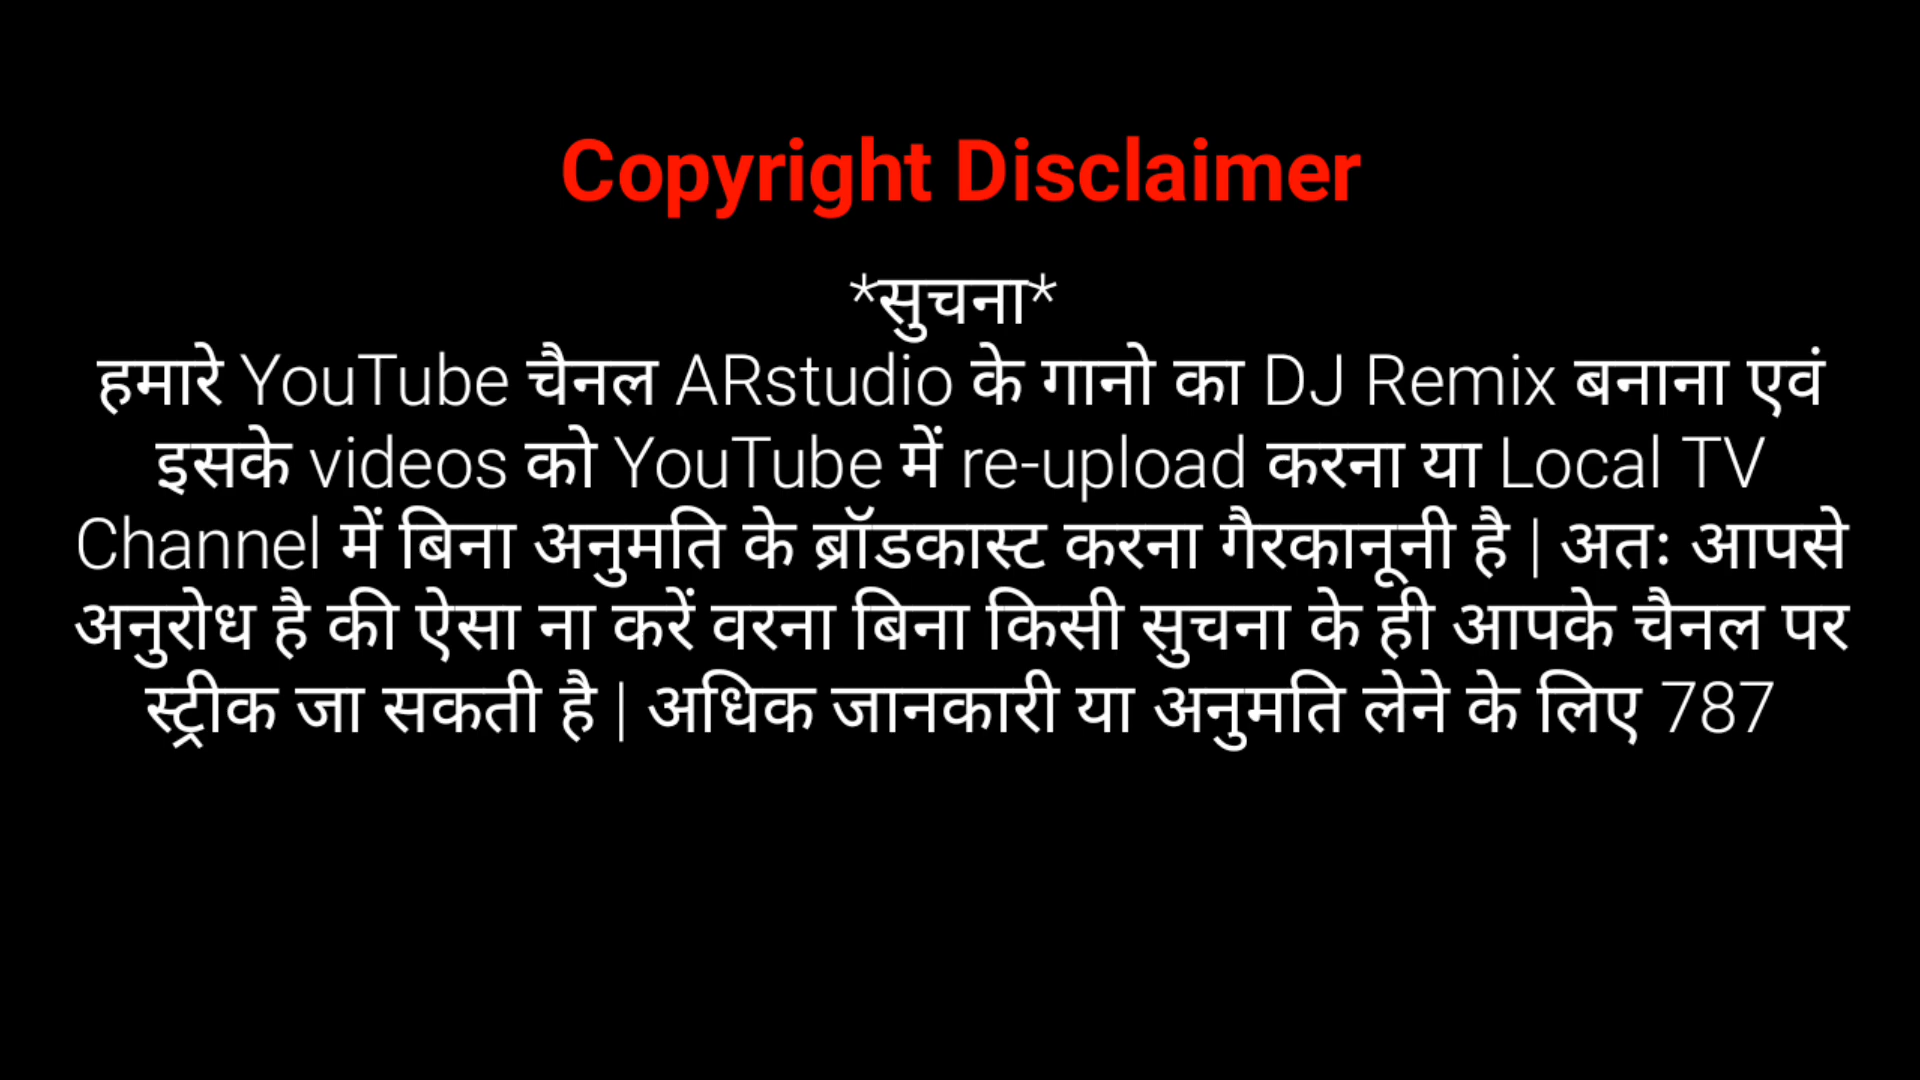 Copyright Disclaimer
*सुचना*
हमारे YouTube चैनल ARstudio के गानो का DJ Remix बनाना एवं
इसके videos को YouTube में re-upload करना या Local TV
Channel में बिना अनुमति के ब्रॉडकास्ट करना गैरकानूनी है | अतः आपसे
अनुरोध है की ऐसा ना करें वरना बिना किसी सुचना के ही आपके चैनल पर
स्ट्रीक जा सकती है | अधिक जानकारी या अनुमति लेने के लिए 787